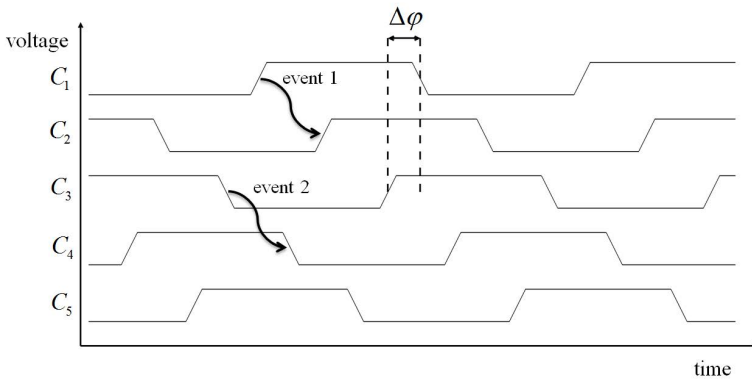 Δφ
voltage
C₁
event 1
C₂
C₃
event 2
C₄
C₅
time